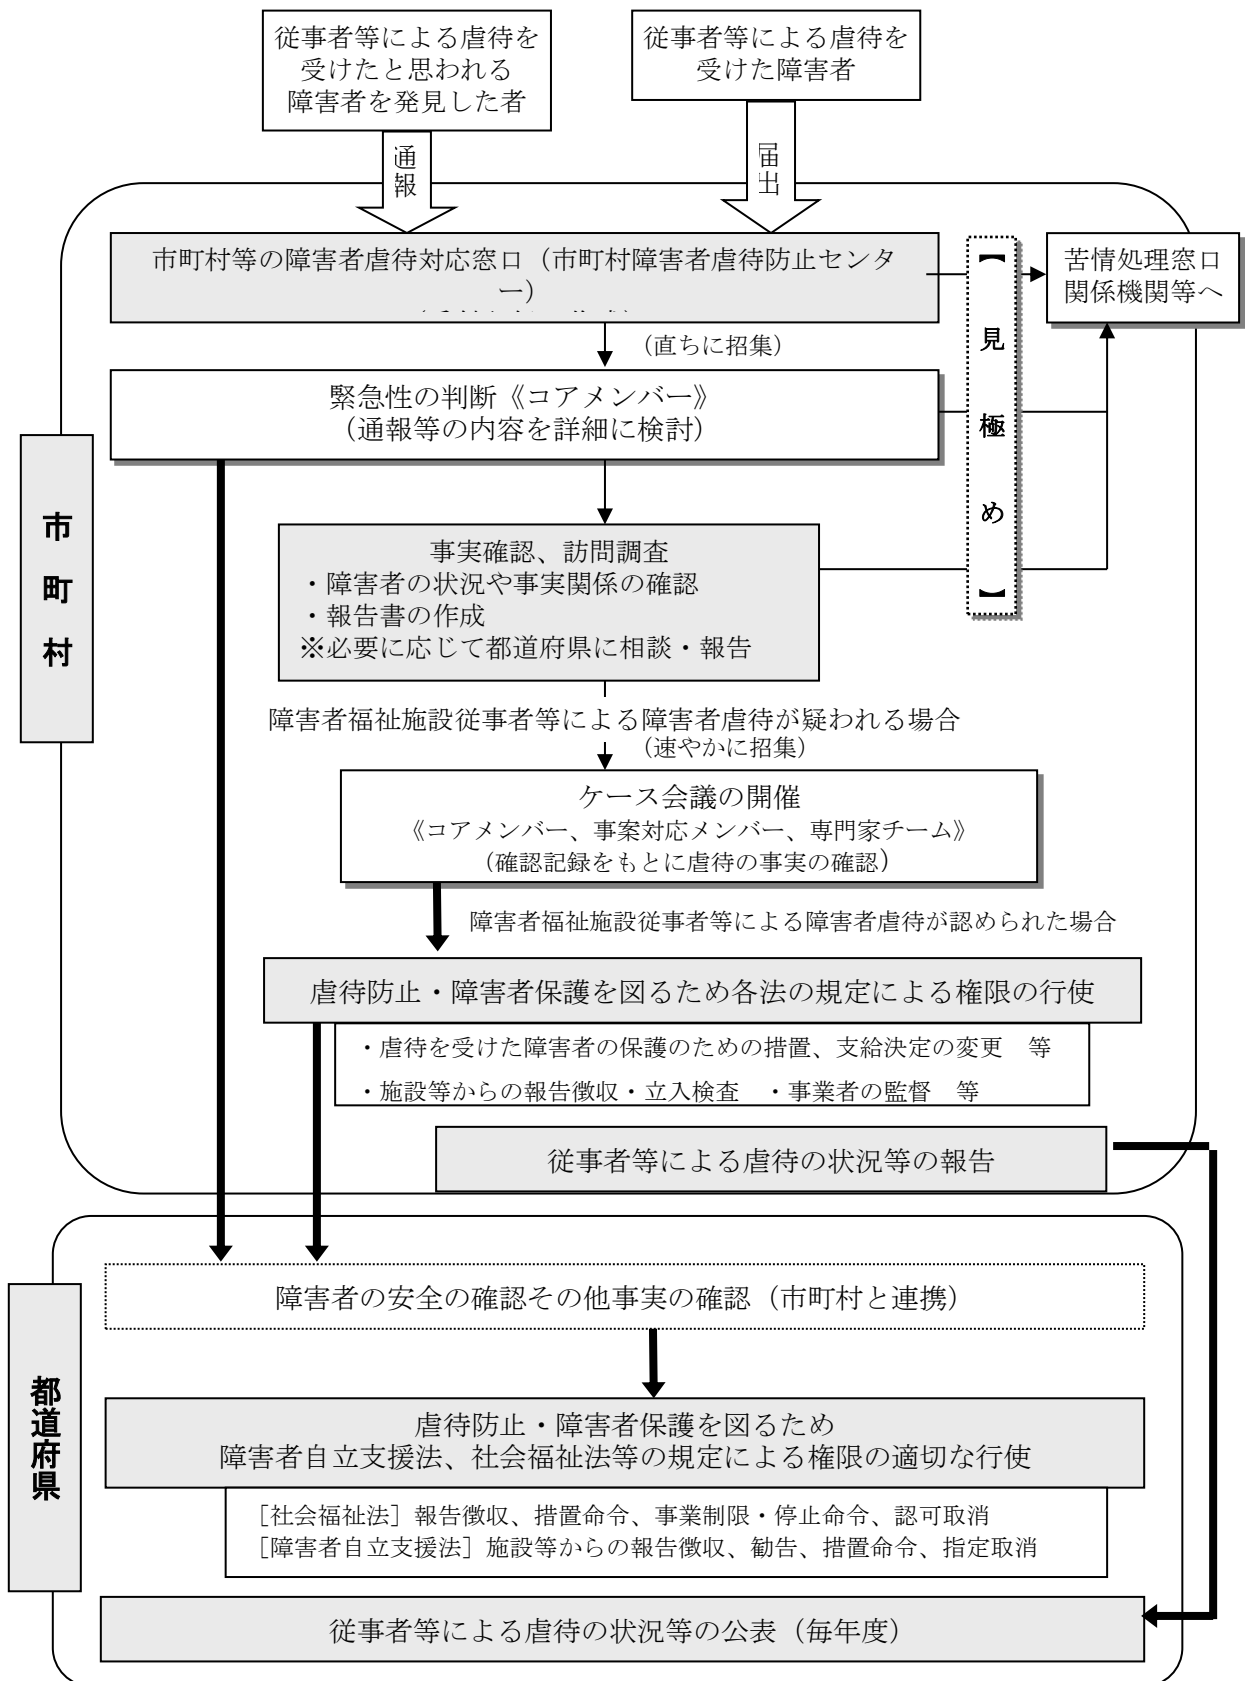 従事者等による虐待を
受けたと思われる
障害者を発見した者
従事者等による虐待を
受けた障害者
通報
届出
市町村等の障害者虐待対応窓口（市町村障害者虐待防止センタ
ー）
【見極め】
苦情処理窓口
関係機関等へ
（直ちに招集）
緊急性の判断《コアメンバー》
（通報等の内容を詳細に検討）
市町村
事実確認、訪問調査
・障害者の状況や事実関係の確認
・報告書の作成
※必要に応じて都道府県に相談・報告
障害者福祉施設従事者等による障害者虐待が疑われる場合
（速やかに招集）
ケース会議の開催
《コアメンバー、事案対応メンバー、専門家チーム》
（確認記録をもとに虐待の事実の確認）
障害者福祉施設従事者等による障害者虐待が認められた場合
虐待防止・障害者保護を図るため各法の規定による権限の行使
・虐待を受けた障害者の保護のための措置、支給決定の変更　等
・施設等からの報告徴収・立入検査　・事業者の監督　等
従事者等による虐待の状況等の報告
障害者の安全の確認その他事実の確認（市町村と連携）
都道府県
虐待防止・障害者保護を図るため
障害者自立支援法、社会福祉法等の規定による権限の適切な行使
［社会福祉法］報告徴収、措置命令、事業制限・停止命令、認可取消
［障害者自立支援法］施設等からの報告徴収、勧告、措置命令、指定取消
従事者等による虐待の状況等の公表（毎年度）